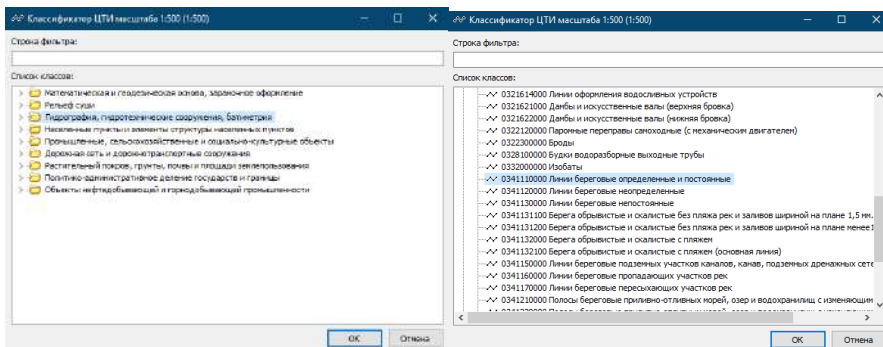 Классификатор ЦТИ масштаба 1:500 (1:500)
Строка фильтра:
Список классов:
Математическая и геодезическая основа, зарамочное оформление
Рельеф суши
Гидрография, гидротехнические сооружения, батиметрия
Населенные пункты и элементы структуры населенных пунктов
Промышленные, сельскохозяйственные и социально-культурные объекты
Дорожная сеть и дорожнотранспортные сооружения
Растительный покров, грунты, почвы и площади землепользования
Политико-административное деление государств и границы
Объекты нефтедобывающей и горнодобывающей промышленности
OK
Отмена
Классификатор ЦТИ масштаба 1:500 (1:500)
Строка фильтра:
Список классов:
0321614000 Линии оформления водосливных устройств
0321621000 Дамбы и искусственные валы (верхняя бровка)
0321622000 Дамбы и искусственные валы (нижняя бровка)
0322120000 Паромные переправы самоходные (с механическим двигателем)
0322300000 Броды
0328100000 Будки водоразборные выходные трубы
033200000 Изобаты
0341110000 Линии береговые определенные и постоянные
0341120000 Линии береговые неопределенные
0341130000 Линии береговые непостоянные
0341131100 Берега обрывистые и скалистые без пляжа рек и заливов шириной на плане 1,5 мм.
0341131200 Берега обрывистые и скалистые без пляжа рек и заливов шириной на плане менее 1
0341132000 Берега обрывистые и скалистые с пляжем
0341132100 Берега обрывистые и скалистые с пляжем (основная линия)
0341150000 Линии береговые подземных участков каналов, канав, подземных дренажных сете
0341160000 Линии береговые пропадающих участков рек
0341170000 Линии береговые пересыхающих участков рек
0341210000 Полосы береговые приливно-отливных морей, озер и водохранилищ с изменяющим
OK
Отмена